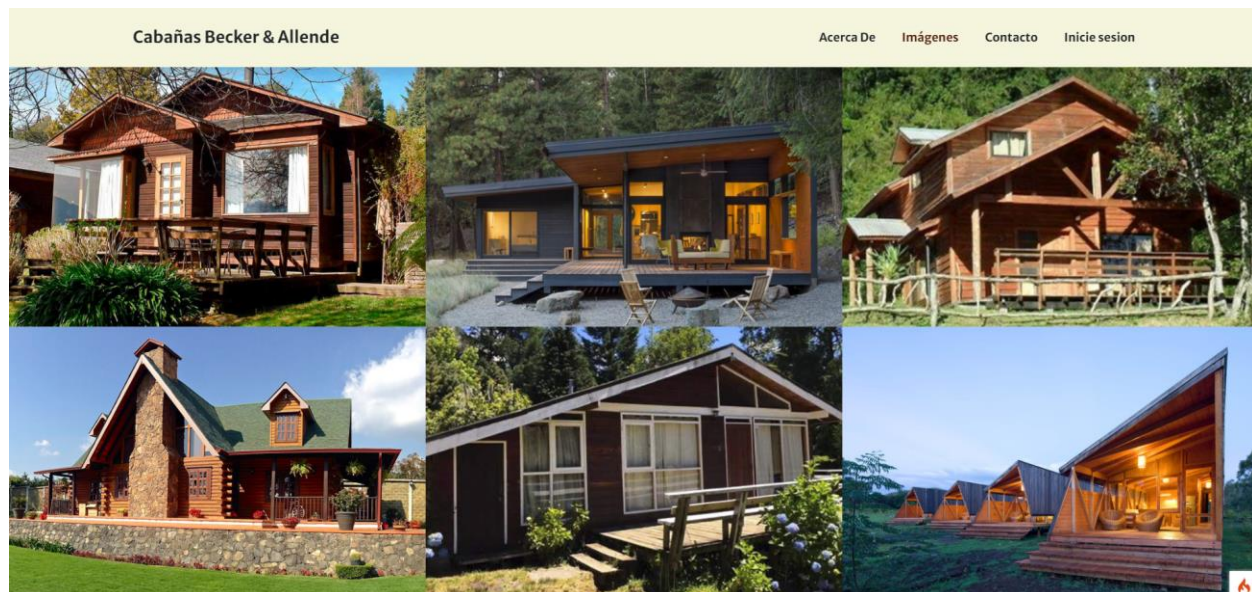 Cabañas Becker & Allende
Acerca De Imágenes Contacto Inicie sesion